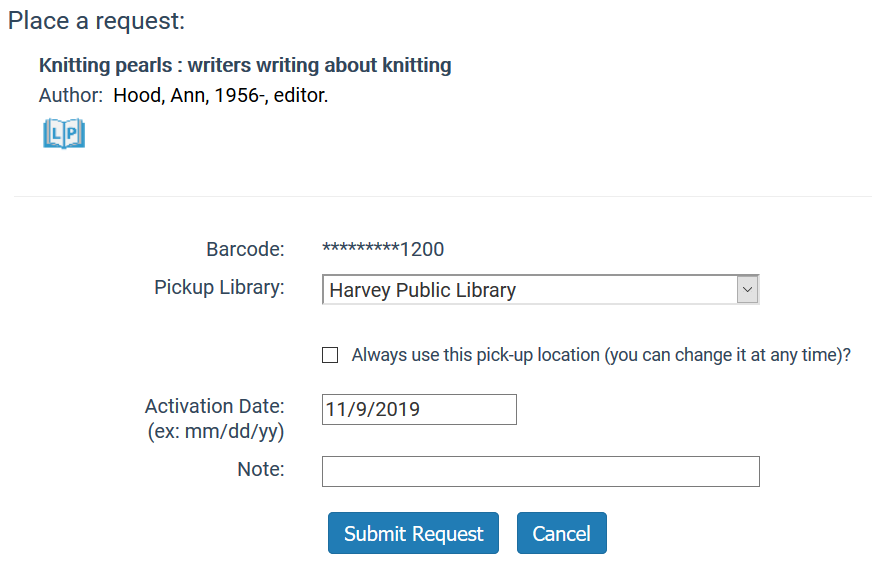 Place a request:
Knitting pearls : writers writing about knitting
Author: Hood, Ann, 1956-, editor.
LP
Barcode: *********1200
Pickup Library: Harvey Public Library
Always use this pick-up location (you can change it at any time)?
Activation Date: 11/9/2019
(ex: mm/dd/yy)
Note:
Submit Request Cancel